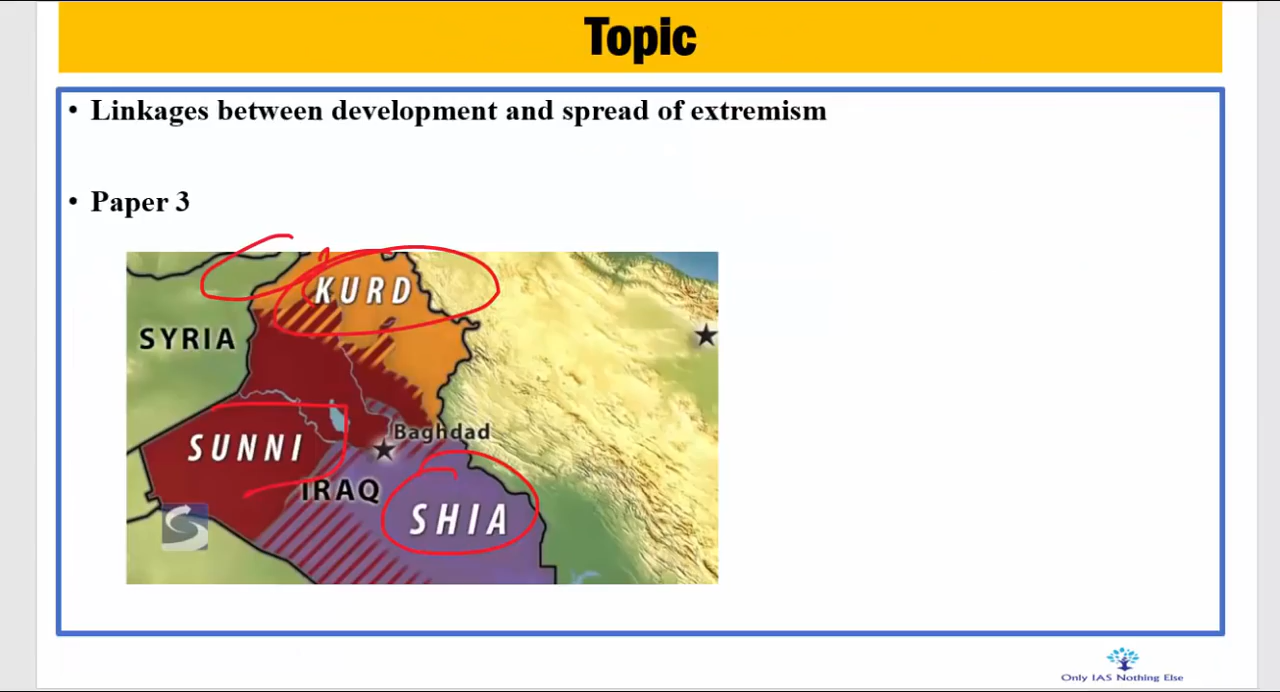 Topic
• Linkages between development and spread of extremism
• Paper 3
KURD
SYRIA
Baghdad
SUNNI
IRAQ
SHIA
S
Only IAS Nothing Else